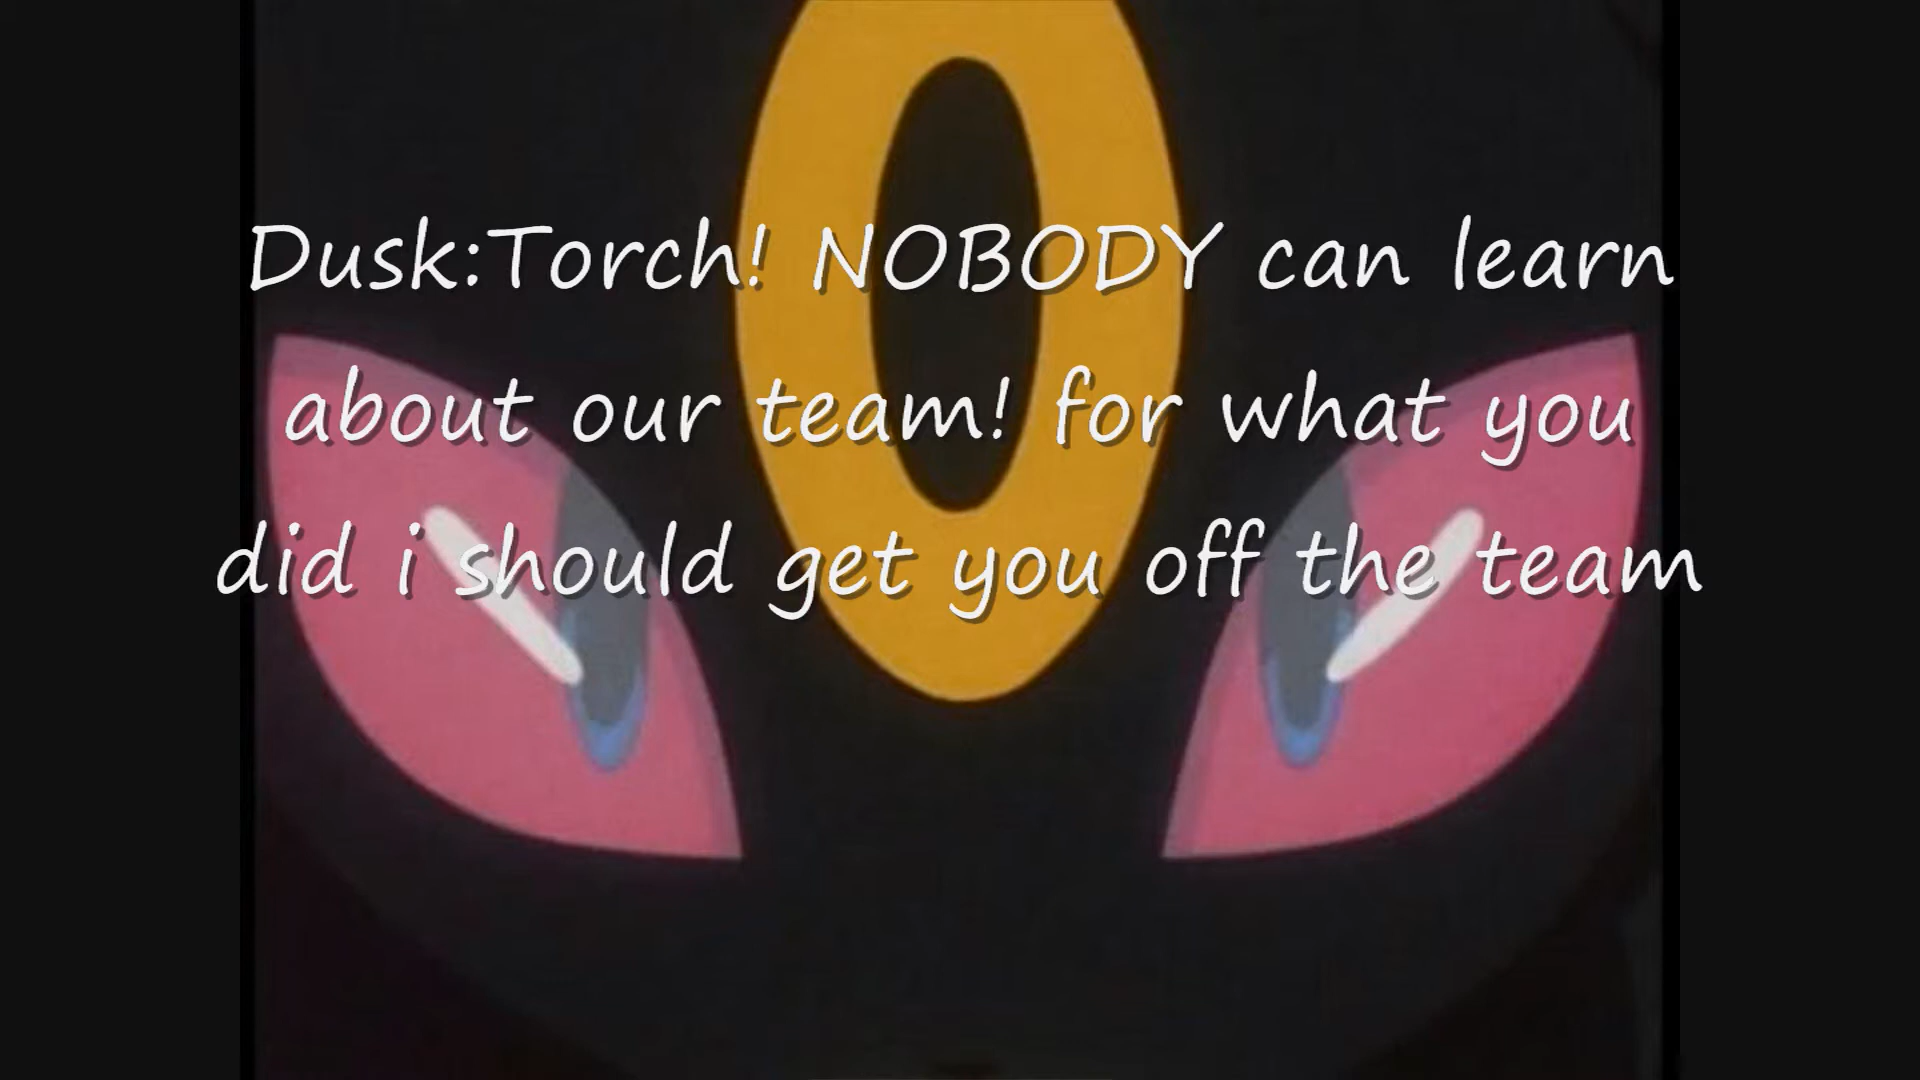 Dusk:Torch! NOBODY can learn
about our team! for what you
did i should get you off the team